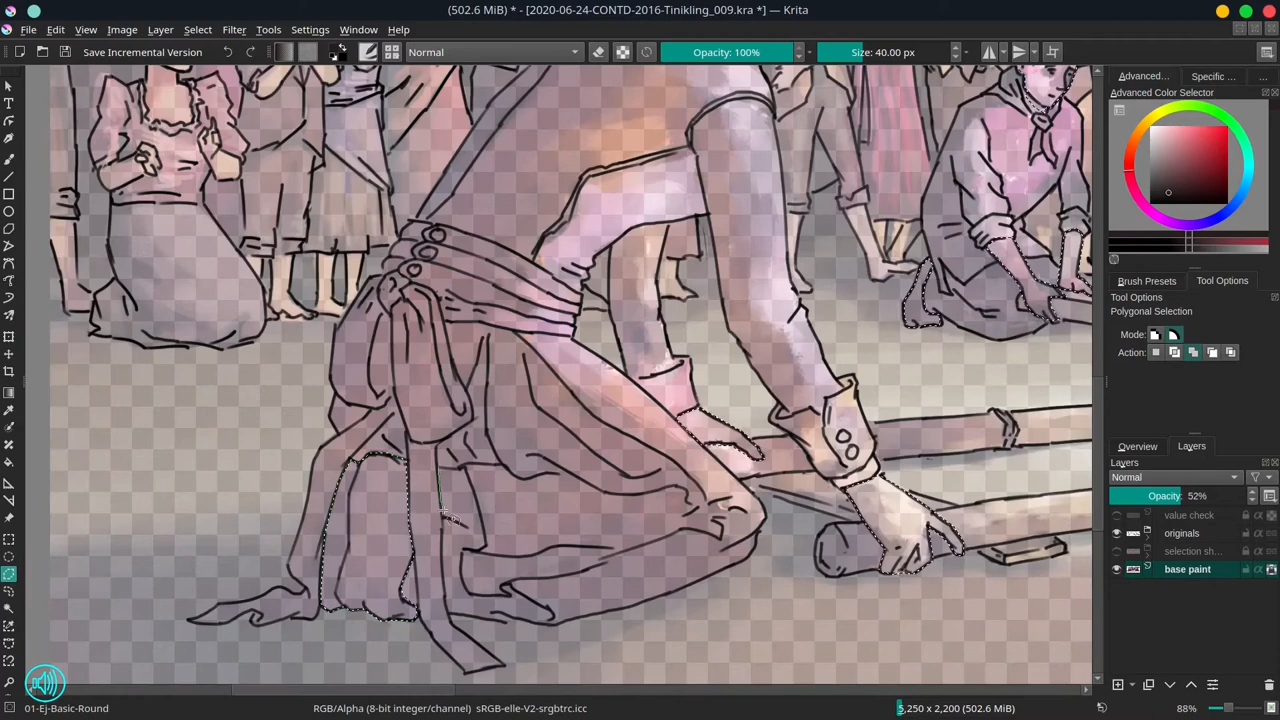 (502.6 MiB) * - [2020-06-24-CONTD-2016-Tinikling_009.kra *] — Krita
File Edit View Image Layer Select Filter Tools Settings Window Help
Save Incremental Version
Normal
Opacity: 100%
Size: 40.00 px
Advanced...
Specific ...
...
Advanced Color Selector
Brush Presets
Tool Options
Tool Options
Polygonal Selection
Mode:
Action:
Overview
Layers
Layers
Normal
Opacity: 52%
value check
originals
selection sh...
base paint
01-Ej-Basic-Round
RGB/Alpha (8-bit integer/channel) sRGB-elle-V2-srgbtrc.icc
5,250 x 2,200 (502.6 MiB)
88%